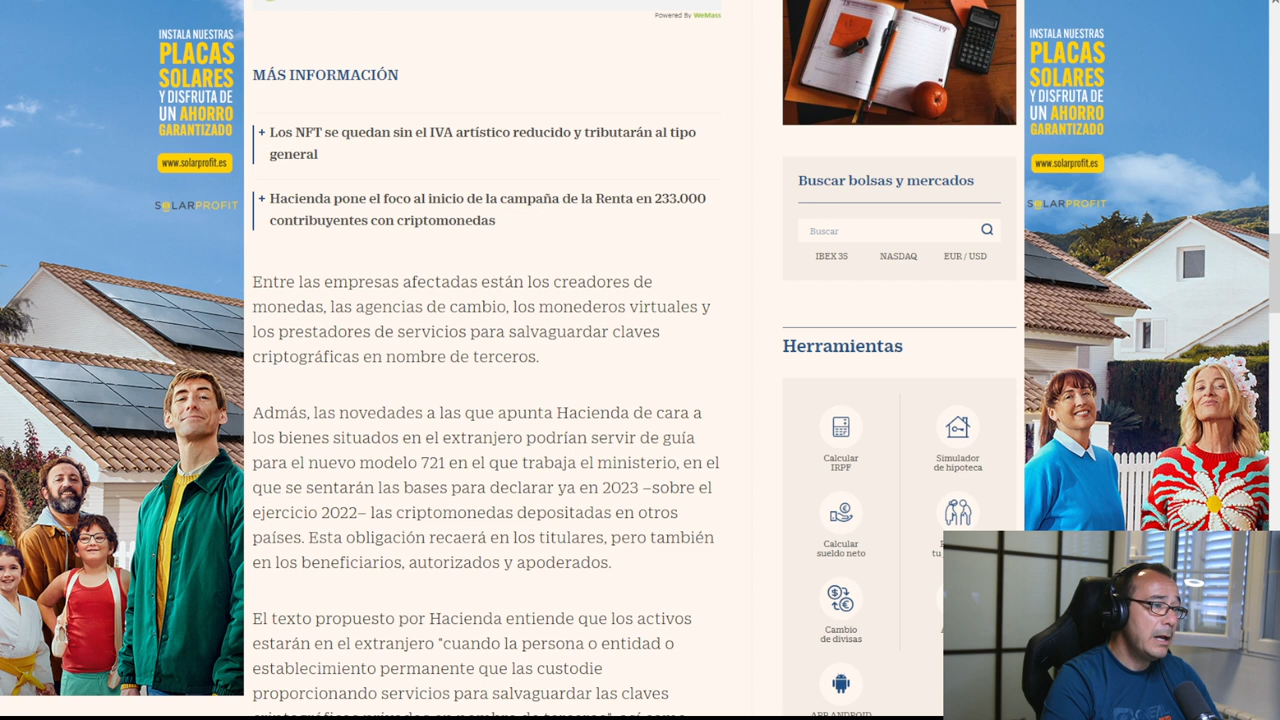 INSTALA NUESTRAS
PLACAS
SOLARES
Y DISFRUTA DE
UN AHORRO
GARANTIZADO
www.solarprofit.es
SOLARPROFIT
Powered By WeMass
MÁS INFORMACIÓN
+ Los NFT se quedan sin el IVA artístico reducido y tributarán al tipo
general
+ Hacienda pone el foco al inicio de la campaña de la Renta en 233.000
contribuyentes con criptomonedas
Entre las empresas afectadas están los creadores de
monedas, las agencias de cambio, los monederos virtuales y
los prestadores de servicios para salvaguardar claves
criptográficas en nombre de terceros.
Admás, las novedades a las que apunta Hacienda de cara a
los bienes situados en el extranjero podrían servir de guía
para el nuevo modelo 721 en el que trabaja el ministerio, en el
que se sentarán las bases para declarar ya en 2023 –sobre el
ejercicio 2022– las criptomonedas depositadas en otros
países. Esta obligación recaerá en los titulares, pero también
en los beneficiarios, autorizados y apoderados.
El texto propuesto por Hacienda entiende que los activos
estarán en el extranjero “cuando la persona o entidad o
establecimiento permanente que las custodie
proporcionando servicios para salvaguardar las claves
Buscar bolsas y mercados
Buscar
IBEX 35
NASDAQ
EUR / USD
Herramientas
Calcular
IRPF
Simulador
de hipoteca
Calcular
sueldo neto
Cambio
de divisas
APP ANDROID
INSTALA NUESTRAS
PLACAS
SOLARES
Y DISFRUTA DE
UN AHORRO
GARANTIZADO
www.solarprofit.es
SOLARPROFIT